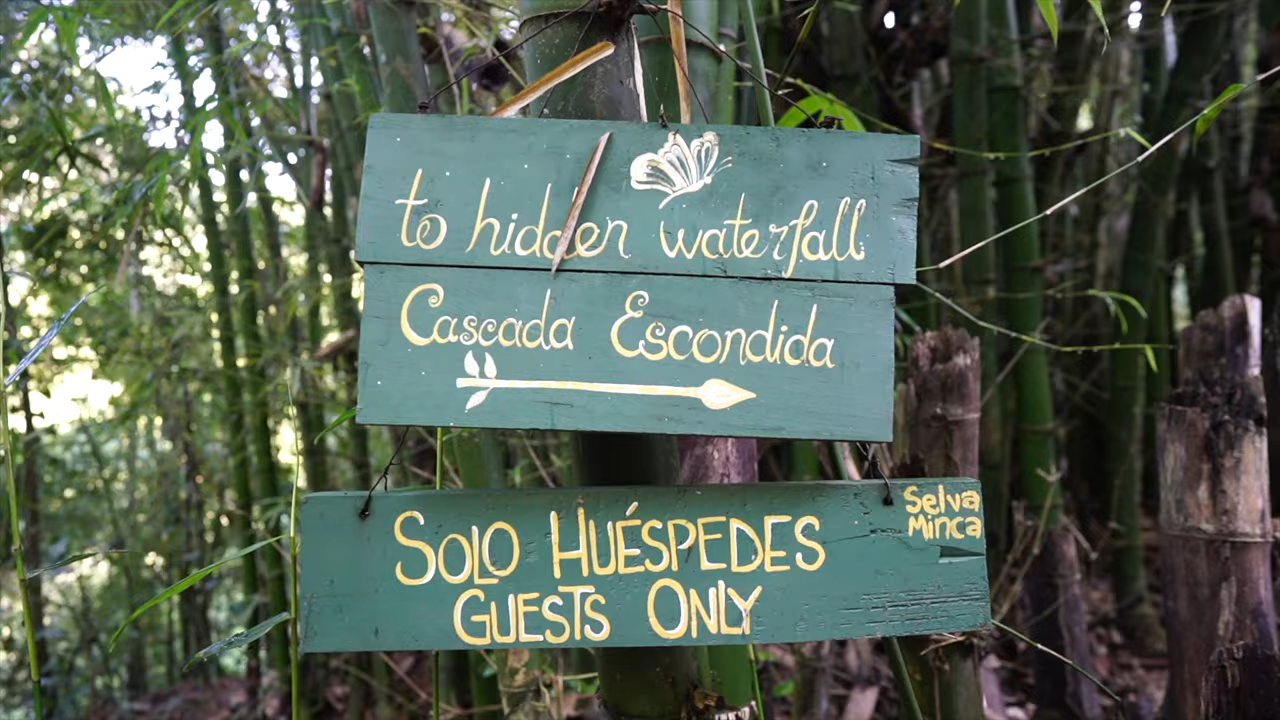 to hidden waterfall
Cascada Escondida
Selva
Minca
SOLO HUÉSPEDES
GUESTS ONLY